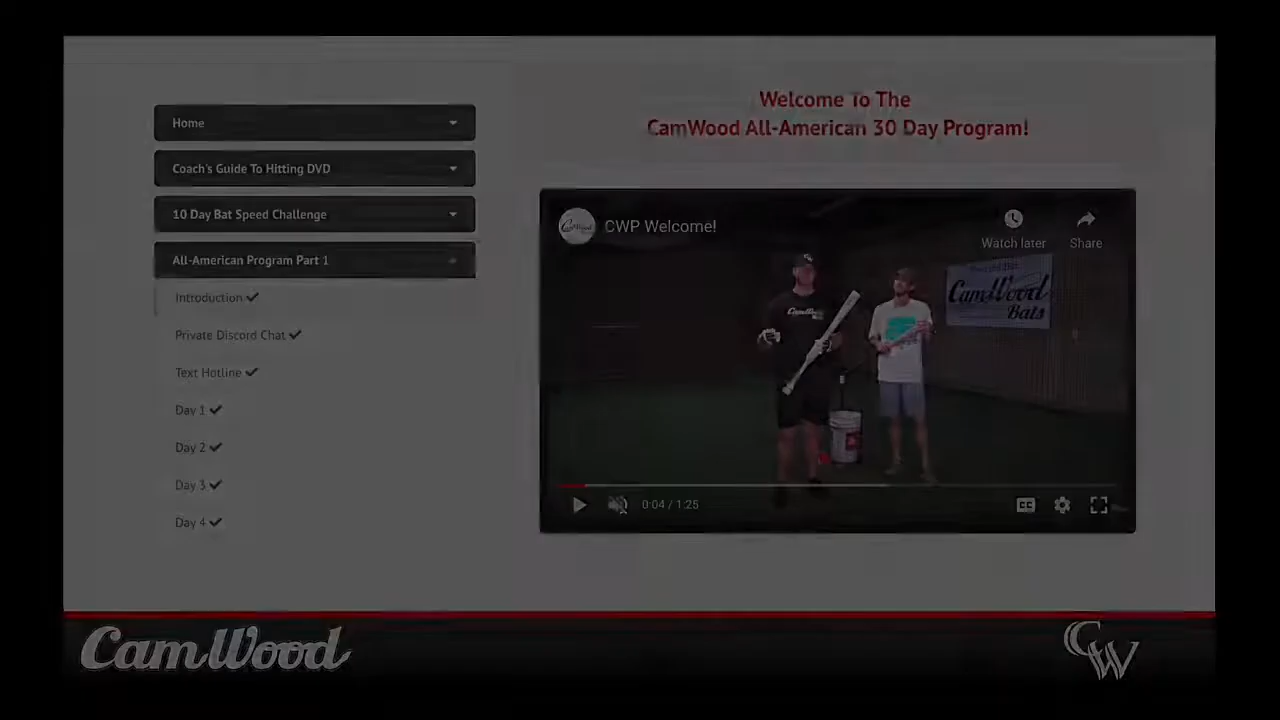 Home
Coach's Guide To Hitting DVD
10 Day Bat Speed Challenge
All-American Program Part 1
Introduction
Private Discord Chat
Text Hotline
Day 1
Day 2
Day 3
Day 4
Welcome To The
CamWood All-American 30 Day Program!
CWP Welcome!
Watch later
Share
CamWood
Bats
CamWood
0:04 / 1:25
CC
CamWood
CW